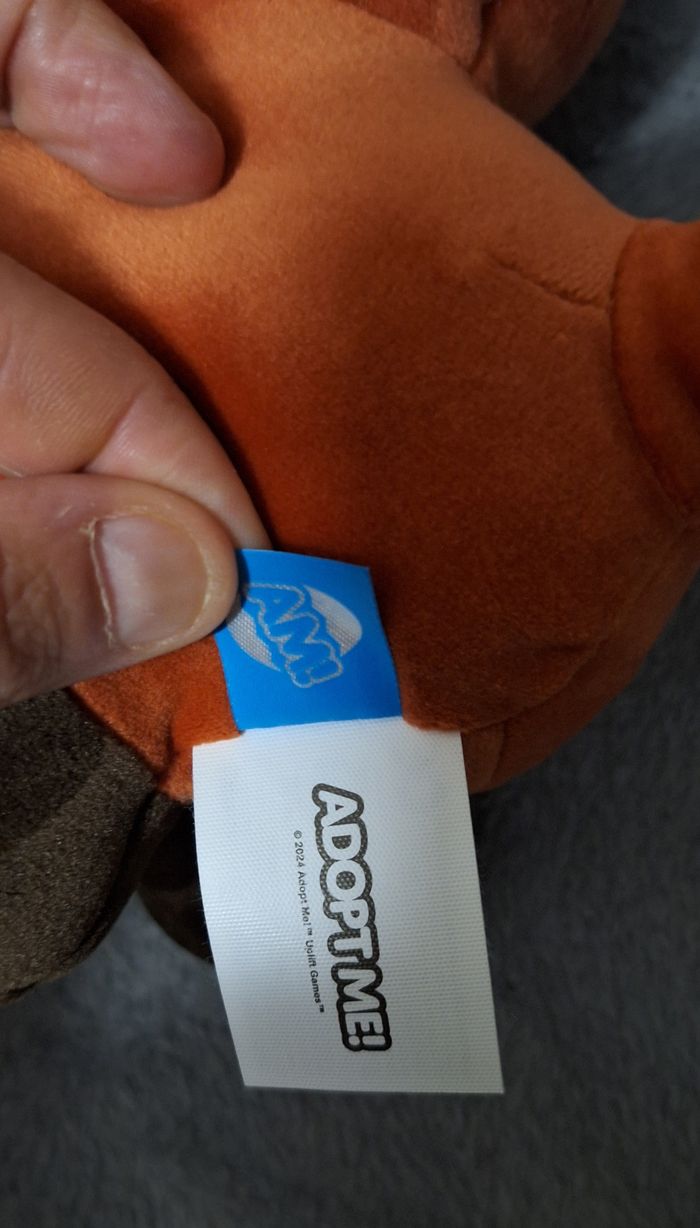 AM!
ADOPT ME!
© 2024 Adopt Me!™ Uplift Games™